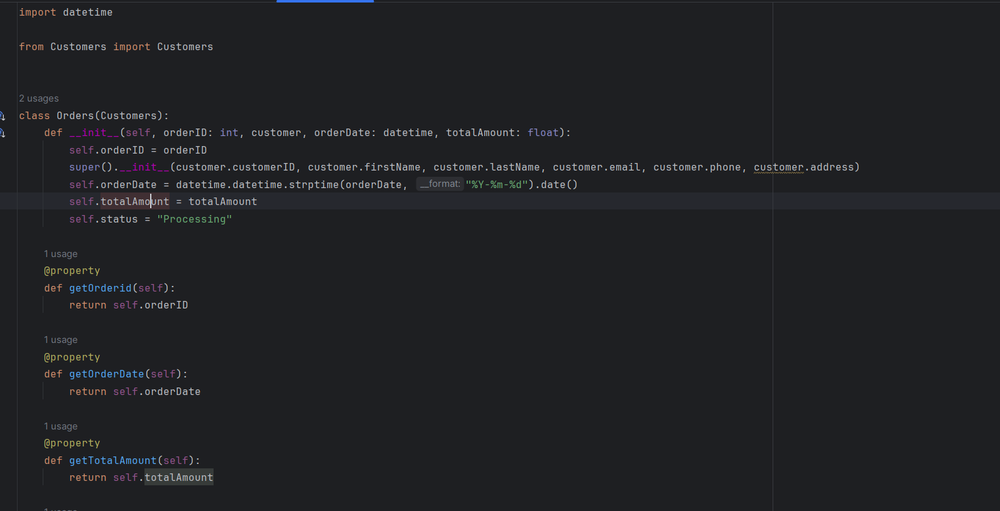 import datetime
from Customers import Customers
2 usages
class Orders(Customers):
def __init__(self, orderID: int, customer, orderDate: datetime, totalAmount: float):
self.orderID = orderID
super().__init__(customer.customerID, customer.firstName, customer.lastName, customer.email, customer.phone, customer.address)
self.orderDate = datetime.datetime.strptime(orderDate, __format: "%Y-%m-%d").date()
self.totalAmount = totalAmount
self.status = "Processing"
1 usage
@property
def getOrderid(self):
return self.orderID
1 usage
@property
def getOrderDate(self):
return self.orderDate
1 usage
@property
def getTotalAmount(self):
return self.totalAmount
1 usage